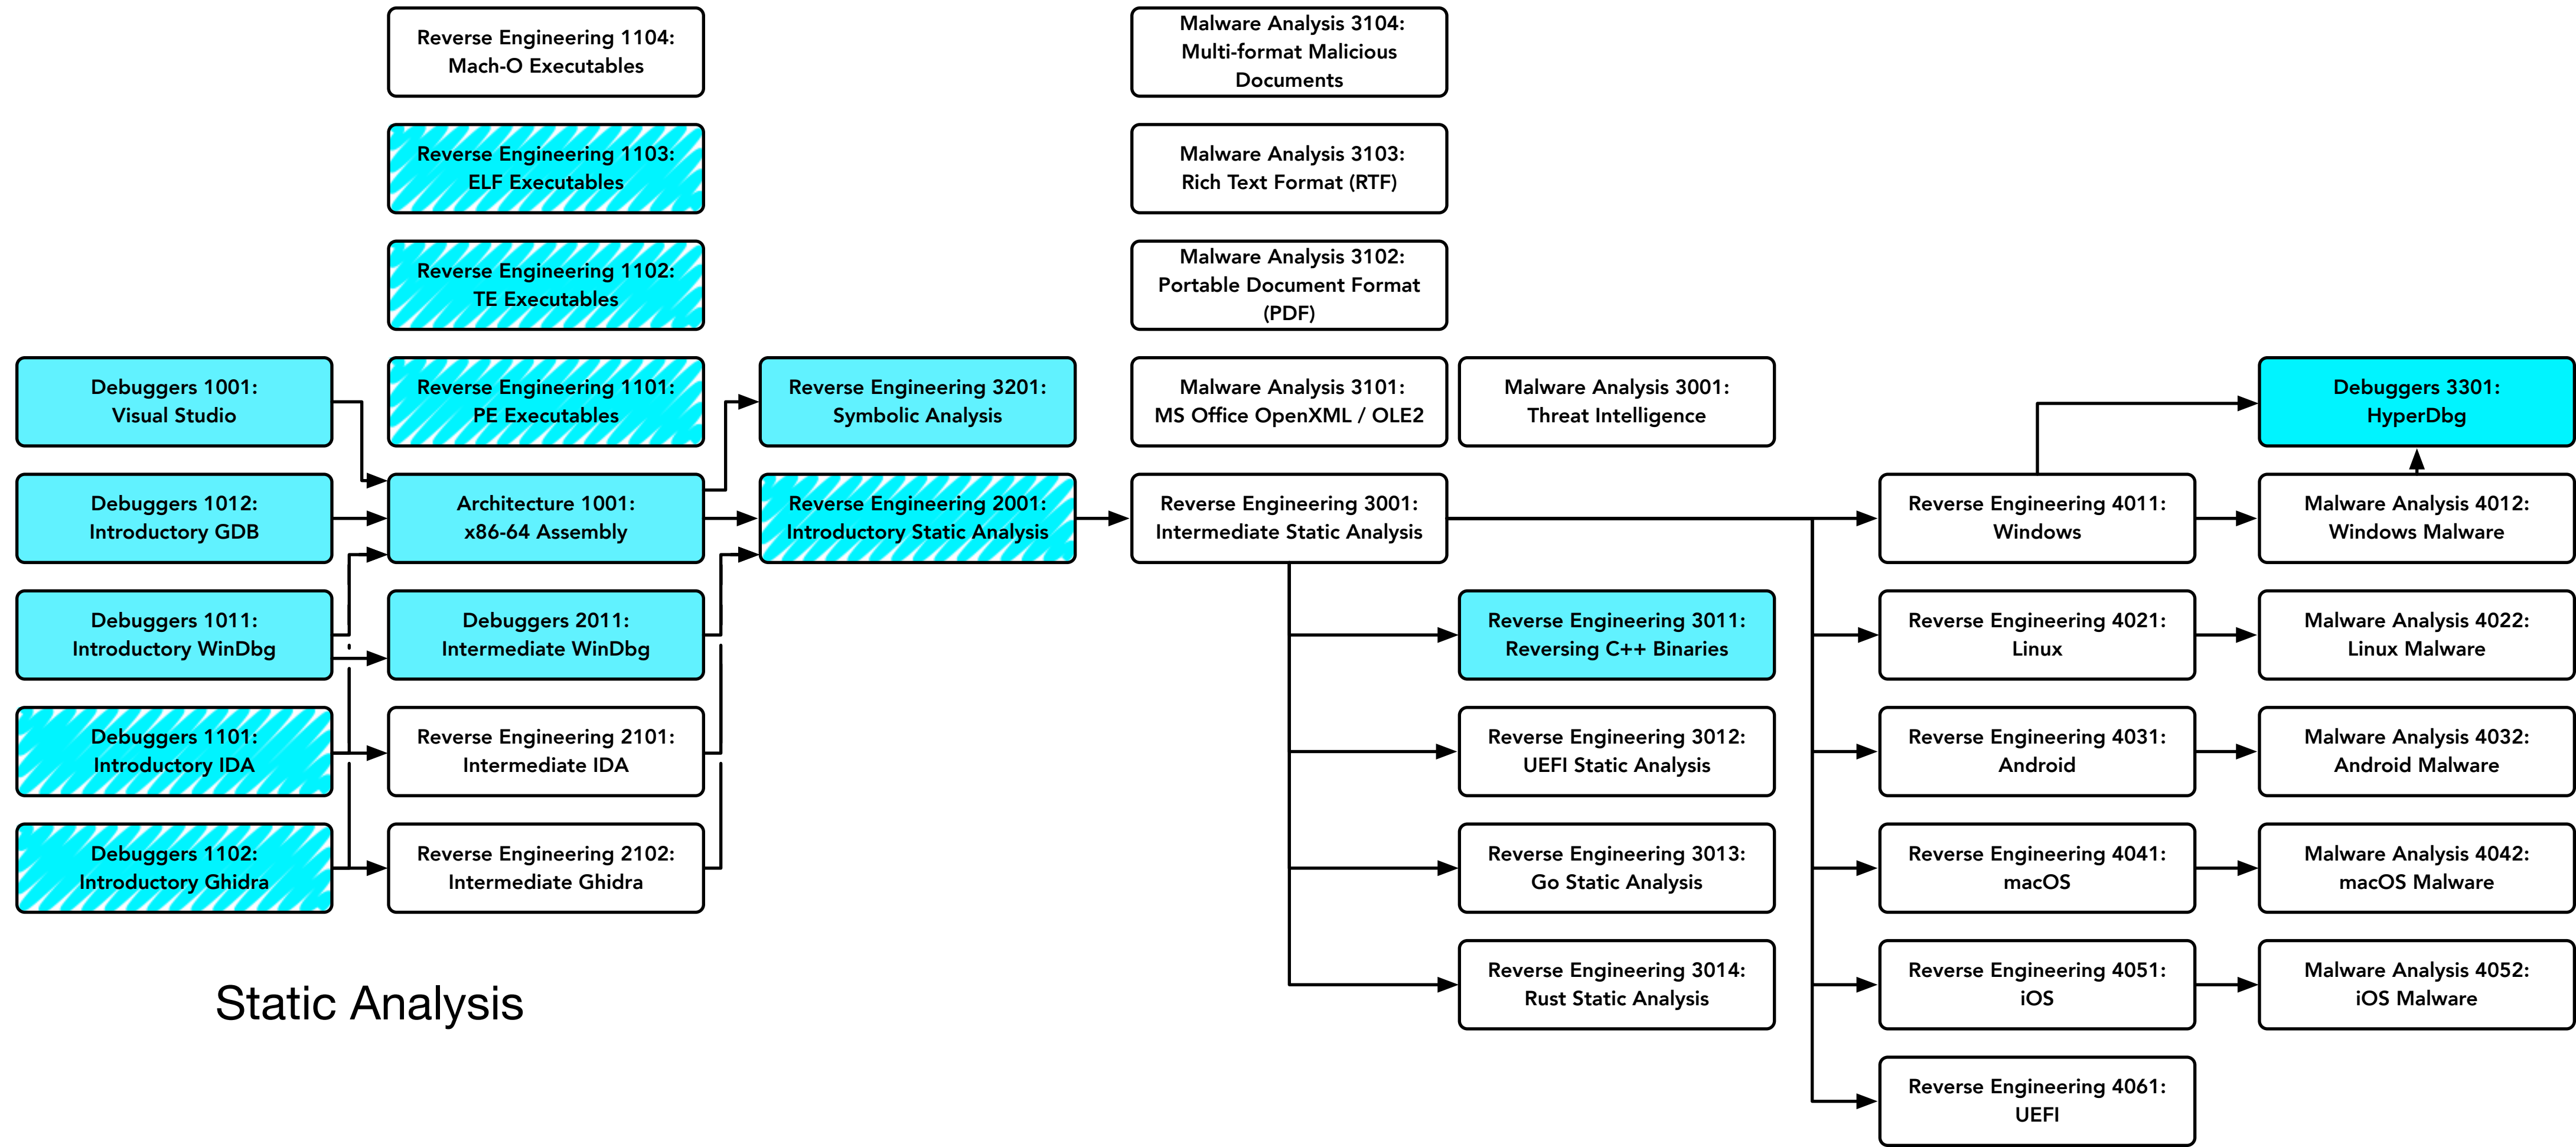 Reverse Engineering 1104:
Mach-O Executables
Reverse Engineering 1103:
ELF Executables
Reverse Engineering 1102:
TE Executables
Reverse Engineering 1101:
PE Executables
Malware Analysis 3104:
Multi-format Malicious
Documents
Malware Analysis 3103:
Rich Text Format (RTF)
Malware Analysis 3102:
Portable Document Format
(PDF)
Malware Analysis 3101:
MS Office OpenXML / OLE2
Malware Analysis 3001:
Threat Intelligence
Debuggers 1001:
Visual Studio
Debuggers 1012:
Introductory GDB
Debuggers 1011:
Introductory WinDbg
Debuggers 1101:
Introductory IDA
Debuggers 1102:
Introductory Ghidra
Architecture 1001:
x86-64 Assembly
Debuggers 2011:
Intermediate WinDbg
Reverse Engineering 2101:
Intermediate IDA
Reverse Engineering 2102:
Intermediate Ghidra
Reverse Engineering 3201:
Symbolic Analysis
Reverse Engineering 2001:
Introductory Static Analysis
Reverse Engineering 3001:
Intermediate Static Analysis
Reverse Engineering 3011:
Reversing C++ Binaries
Reverse Engineering 3012:
UEFI Static Analysis
Reverse Engineering 3013:
Go Static Analysis
Reverse Engineering 3014:
Rust Static Analysis
Reverse Engineering 4011:
Windows
Reverse Engineering 4021:
Linux
Reverse Engineering 4031:
Android
Reverse Engineering 4041:
macOS
Reverse Engineering 4051:
iOS
Reverse Engineering 4061:
UEFI
Debuggers 3301:
HyperDbg
Malware Analysis 4012:
Windows Malware
Malware Analysis 4022:
Linux Malware
Malware Analysis 4032:
Android Malware
Malware Analysis 4042:
macOS Malware
Malware Analysis 4052:
iOS Malware
Static Analysis